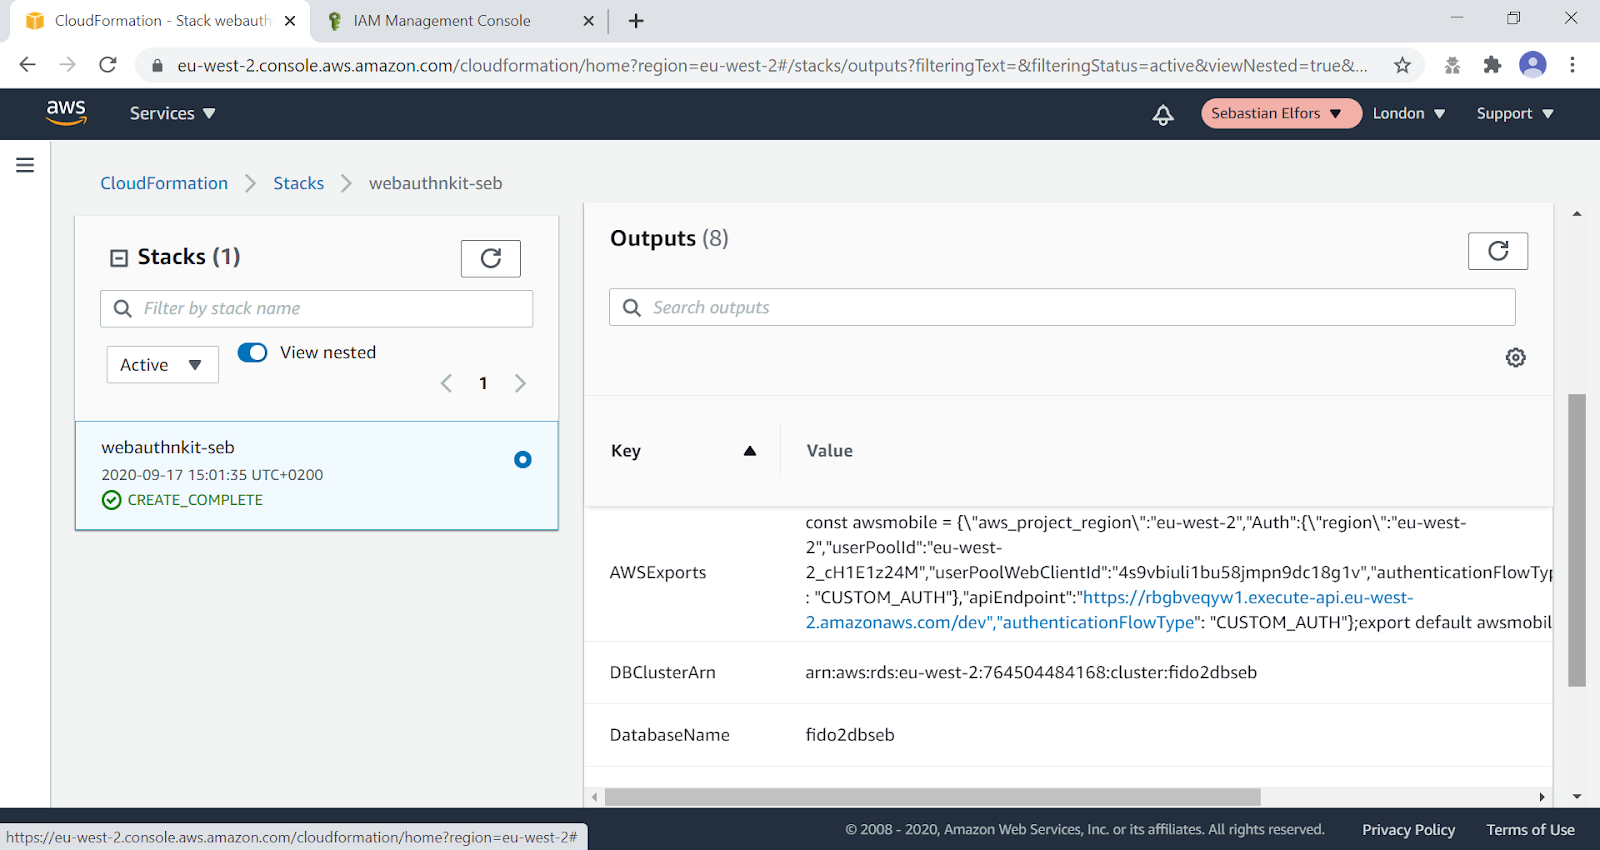 CloudFormation - Stack webauth
IAM Management Console
eu-west-2.console.aws.amazon.com/cloudformation/home?region=eu-west-2#/stacks/outputs?filteringText=&filteringStatus=active&viewNested=true&...
aws
Services
Sebastian Elfors
London
Support
CloudFormation
Stacks
webauthnkit-seb
Stacks (1)
Filter by stack name
Active
View nested
1
webauthnkit-seb
2020-09-17 15:01:35 UTC+0200
CREATE_COMPLETE
Outputs (8)
Search outputs
Key
Value
AWSExports
const awsmobile = {\"aws_project_region\":"eu-west-2","Auth":{\"region\":"eu-west-
2","userPoolId":"eu-west-
2_cH1E1z24M","userPoolWebClientId":"4s9vbiuli1bu58jmpn9dc18g1v","authenticationFlowTyp
: "CUSTOM_AUTH"},"apiEndpoint":"https://rbgbveqyw1.execute-api.eu-west-
2.amazonaws.com/dev","authenticationFlowType": "CUSTOM_AUTH"};export default awsmobil
DBClusterArn
arn:aws:rds:eu-west-2:764504484168:cluster:fido2dbseb
DatabaseName
fido2dbseb
https://eu-west-2.console.aws.amazon.com/cloudformation/home?region=eu-west-2#
© 2008 - 2020, Amazon Web Services, Inc. or its affiliates. All rights reserved.
Privacy Policy
Terms of Use